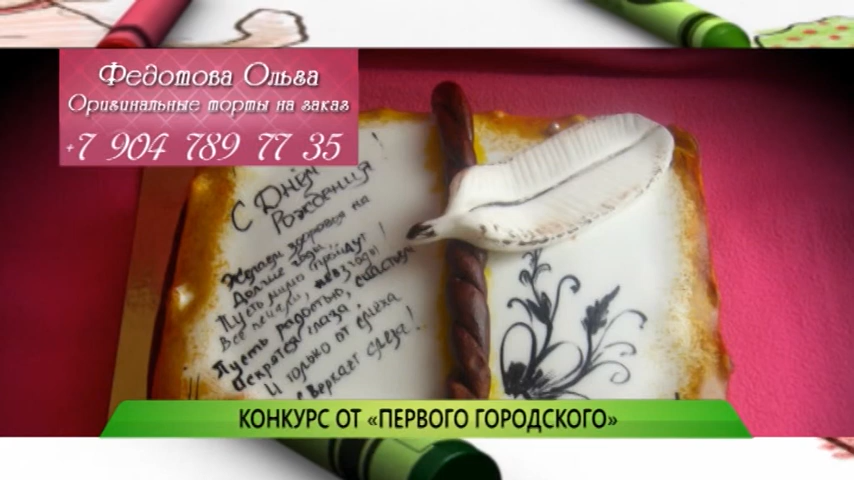 Федотова Ольга
Оригинальные торты на заказ
+7 904 789 77 35
С Днём
Рождения!
Желаем здоровья на
Долгие годы,
Пусть мимо пройдут
Все печали, невзгоды!
Пусть радостью, счастьем
Искрятся глаза,
И только от смеха
Сверкает слеза!
КОНКУРС ОТ «ПЕРВОГО ГОРОДСКОГО»